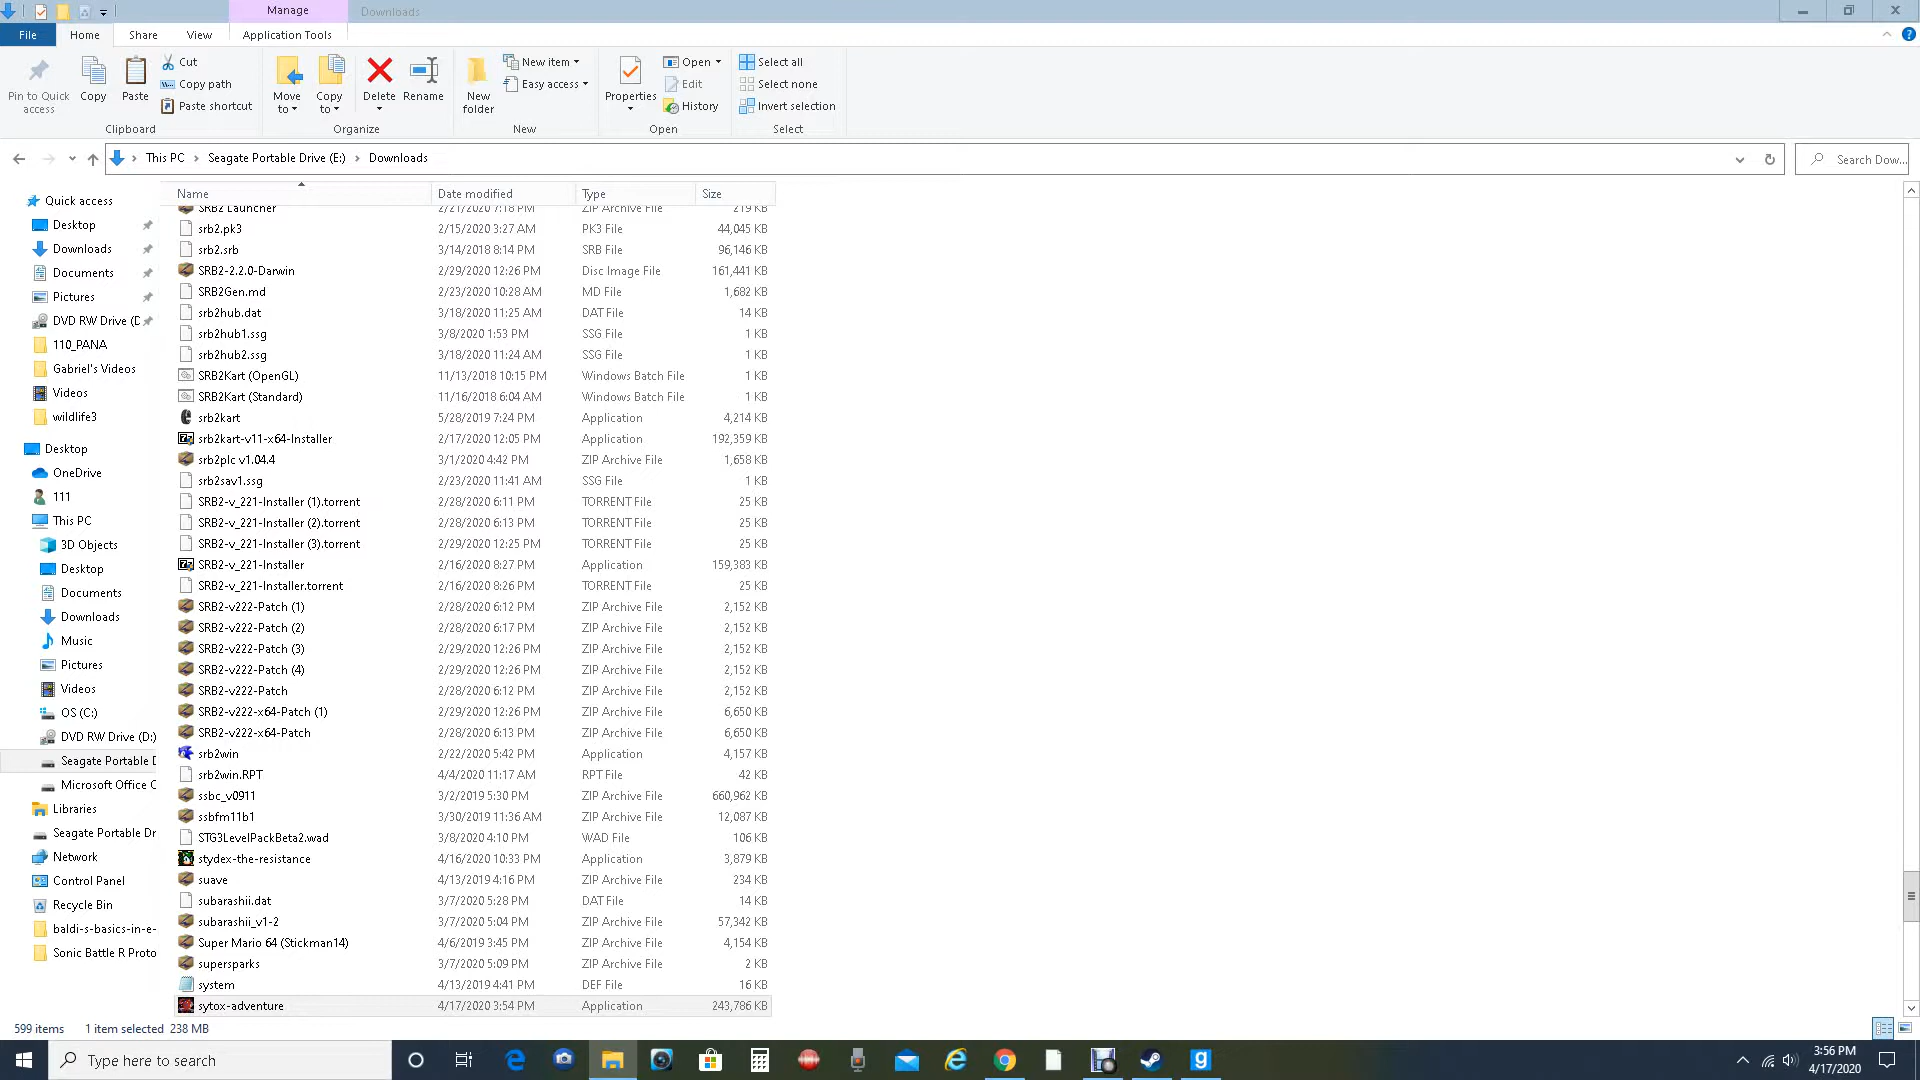 Manage Downloads
File Home Share View Application Tools
Pin to Quick access
Copy
Paste
Cut
Copy path
Paste shortcut
Clipboard
Move to
Copy to
Delete
Rename
Organize
New folder
New item
Easy access
New
Properties
Open
Edit
History
Open
Select all
Select none
Invert selection
Select
This PC > Seagate Portable Drive (E:) > Downloads
Search Dow...
Quick access
Desktop
Downloads
Documents
Pictures
DVD RW Drive (D
110_PANA
Gabriel's Videos
Videos
wildlife3
Desktop
OneDrive
111
This PC
3D Objects
Desktop
Documents
Downloads
Music
Pictures
Videos
OS (C:)
DVD RW Drive (D:)
Seagate Portable D
Microsoft Office C
Libraries
Seagate Portable Dr
Network
Control Panel
Recycle Bin
baldi-s-basics-in-e-
Sonic Battle R Proto
Name Date modified Type Size
SRB2 Launcher 2/21/2020 7:18 PM ZIP Archive File 219 KB
srb2.pk3 2/15/2020 3:27 AM PK3 File 44,045 KB
srb2.srb 3/14/2018 8:14 PM SRB File 96,146 KB
SRB2-2.2.0-Darwin 2/29/2020 12:26 PM Disc Image File 161,441 KB
SRB2Gen.md 2/23/2020 10:28 AM MD File 1,682 KB
srb2hub.dat 3/18/2020 11:25 AM DAT File 14 KB
srb2hub1.ssg 3/8/2020 1:53 PM SSG File 1 KB
srb2hub2.ssg 3/18/2020 11:24 AM SSG File 1 KB
SRB2Kart (OpenGL) 11/13/2018 10:15 PM Windows Batch File 1 KB
SRB2Kart (Standard) 11/16/2018 6:04 AM Windows Batch File 1 KB
srb2kart 5/28/2019 7:24 PM Application 4,214 KB
srb2kart-v11-x64-Installer 2/17/2020 12:05 PM Application 192,359 KB
srb2plc v1.04.4 3/1/2020 4:42 PM ZIP Archive File 1,658 KB
srb2sav1.ssg 2/23/2020 11:41 AM SSG File 1 KB
SRB2-v_221-Installer (1).torrent 2/28/2020 6:11 PM TORRENT File 25 KB
SRB2-v_221-Installer (2).torrent 2/28/2020 6:13 PM TORRENT File 25 KB
SRB2-v_221-Installer (3).torrent 2/29/2020 12:25 PM TORRENT File 25 KB
SRB2-v_221-Installer 2/16/2020 8:27 PM Application 159,383 KB
SRB2-v_221-Installer.torrent 2/16/2020 8:26 PM TORRENT File 25 KB
SRB2-v222-Patch (1) 2/28/2020 6:12 PM ZIP Archive File 2,152 KB
SRB2-v222-Patch (2) 2/28/2020 6:17 PM ZIP Archive File 2,152 KB
SRB2-v222-Patch (3) 2/29/2020 12:26 PM ZIP Archive File 2,152 KB
SRB2-v222-Patch (4) 2/29/2020 12:26 PM ZIP Archive File 2,152 KB
SRB2-v222-Patch 2/28/2020 6:12 PM ZIP Archive File 2,152 KB
SRB2-v222-x64-Patch (1) 2/29/2020 12:26 PM ZIP Archive File 6,650 KB
SRB2-v222-x64-Patch 2/28/2020 6:13 PM ZIP Archive File 6,650 KB
srb2win 2/22/2020 5:42 PM Application 4,157 KB
srb2win.RPT 4/4/2020 11:17 AM RPT File 42 KB
ssbc_v0911 3/2/2019 5:30 PM ZIP Archive File 660,962 KB
ssbfm11b1 3/30/2019 11:36 AM ZIP Archive File 12,087 KB
STG3LevelPackBeta2.wad 3/8/2020 4:10 PM WAD File 106 KB
stydex-the-resistance 4/16/2020 10:33 PM Application 3,879 KB
suave 4/13/2019 4:16 PM ZIP Archive File 234 KB
subarashii.dat 3/7/2020 5:28 PM DAT File 14 KB
subarashii_v1-2 3/7/2020 5:04 PM ZIP Archive File 57,342 KB
Super Mario 64 (Stickman14) 4/6/2019 3:45 PM ZIP Archive File 4,154 KB
supersparks 3/7/2020 5:09 PM ZIP Archive File 2 KB
system 4/13/2019 4:41 PM DEF File 16 KB
sytox-adventure 4/17/2020 3:54 PM Application 243,786 KB
599 items 1 item selected 238 MB
Type here to search
3:56 PM
4/17/2020